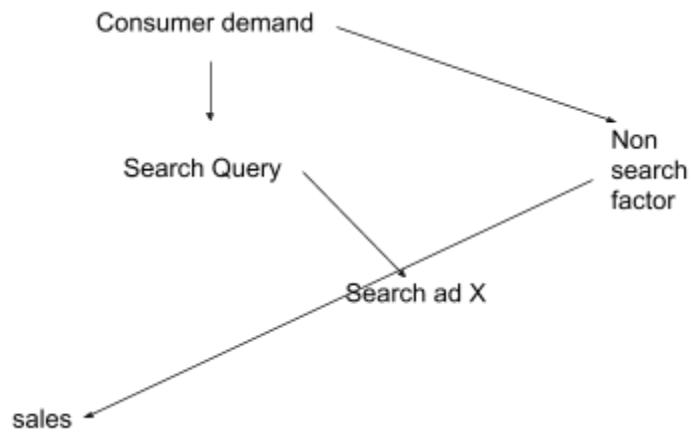 Consumer demand
Non
search
factor
Search Query
Search ad X
sales